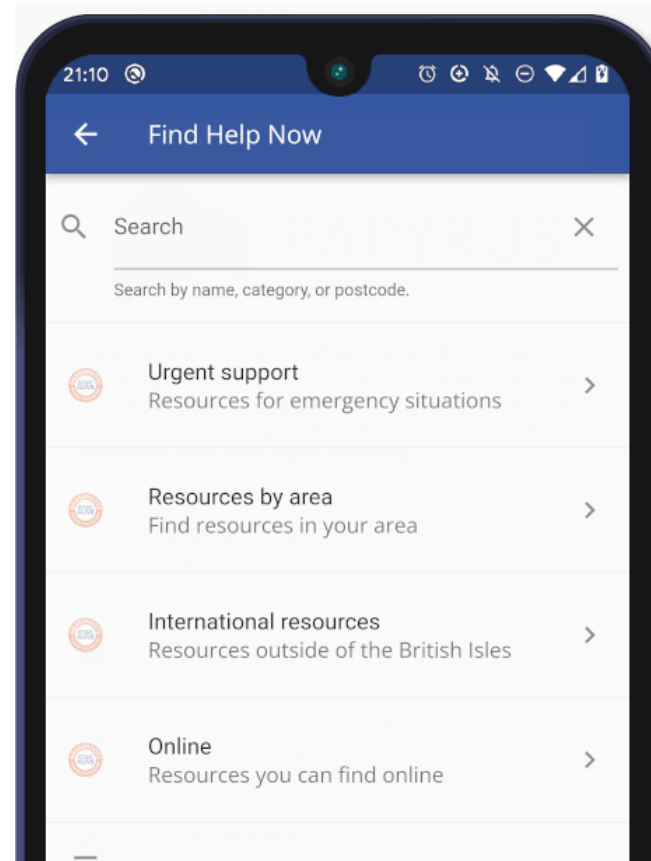 21:10
Find Help Now
Search
Search by name, category, or postcode.
Urgent support
Resources for emergency situations
Resources by area
Find resources in your area
International resources
Resources outside of the British Isles
Online
Resources you can find online